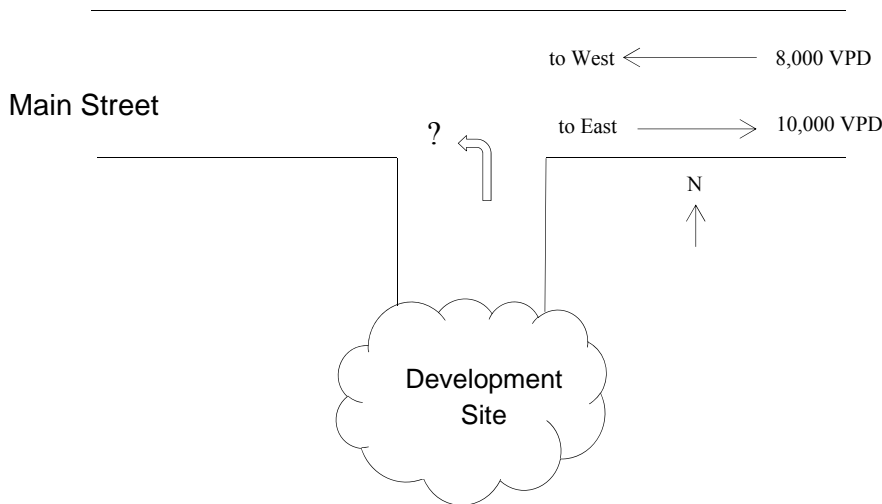 to West 8,000 VPD
Main Street
to East 10,000 VPD
?
N
Development
Site